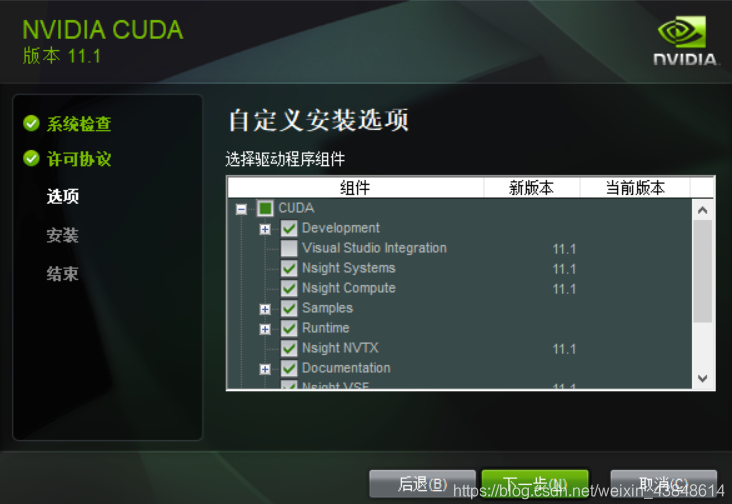 NVIDIA CUDA
版本 11.1
NVIDIA.
系统检查
许可协议
选项
安装
结束
自定义安装选项
选择驱动程序组件
组件 新版本 当前版本
CUDA
Development
Visual Studio Integration 11.1
Nsight Systems 11.1
Nsight Compute 11.1
Samples
Runtime
Nsight NVTX 11.1
Documentation
Nsight VSE 11.1
后退(B) 下一步(N) 取消(C)
https://blog.csdn.net/weixin_43848614